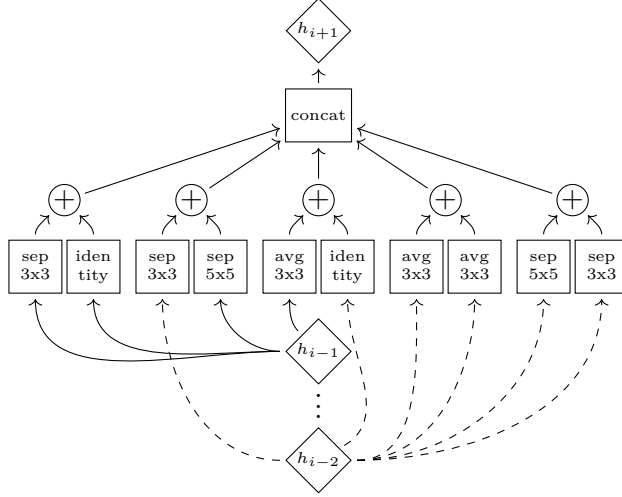 h_{i+1}
concat
+ + + + +
sep iden sep sep avg iden avg avg sep sep
3x3 tity 3x3 5x5 3x3 tity 3x3 3x3 5x5 3x3
h_{i−1}
h_{i−2}